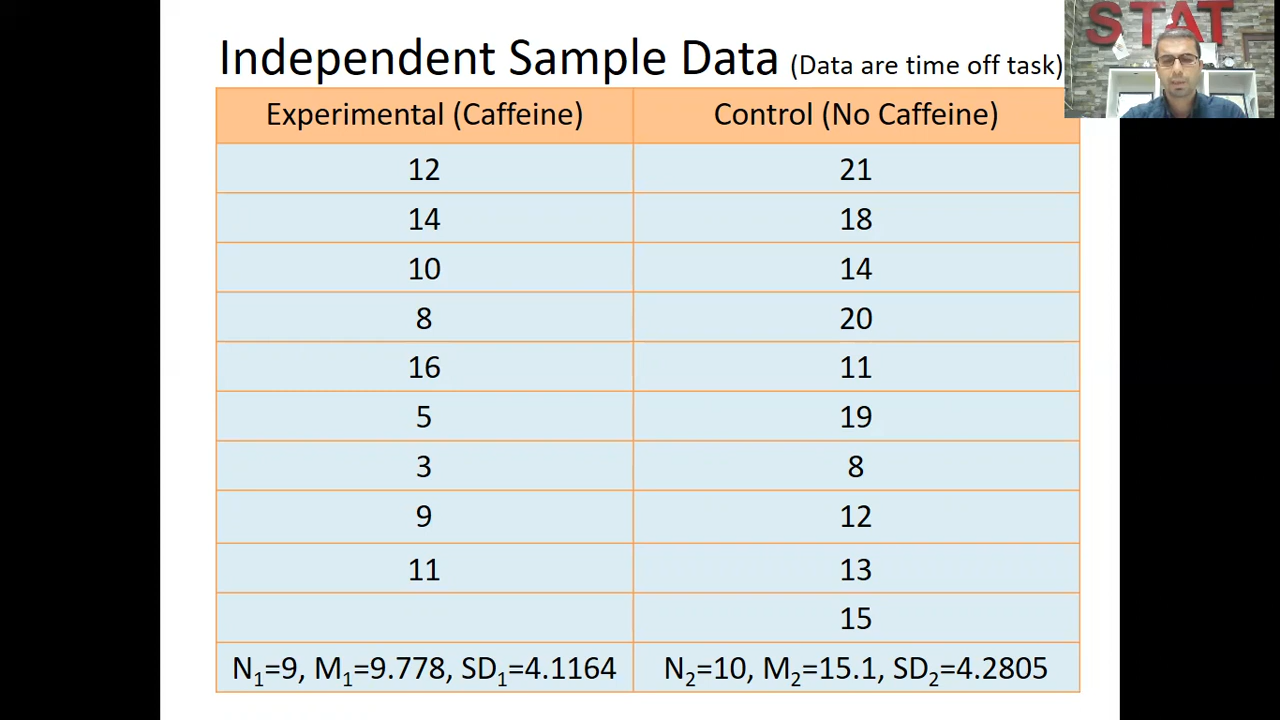 STAT
Independent Sample Data (Data are time off task)
Experimental (Caffeine) Control (No Caffeine)
12 21
14 18
10 14
8 20
16 11
5 19
3 8
9 12
11 13
15
N₁=9, M₁=9.778, SD₁=4.1164 N₂=10, M₂=15.1, SD₂=4.2805